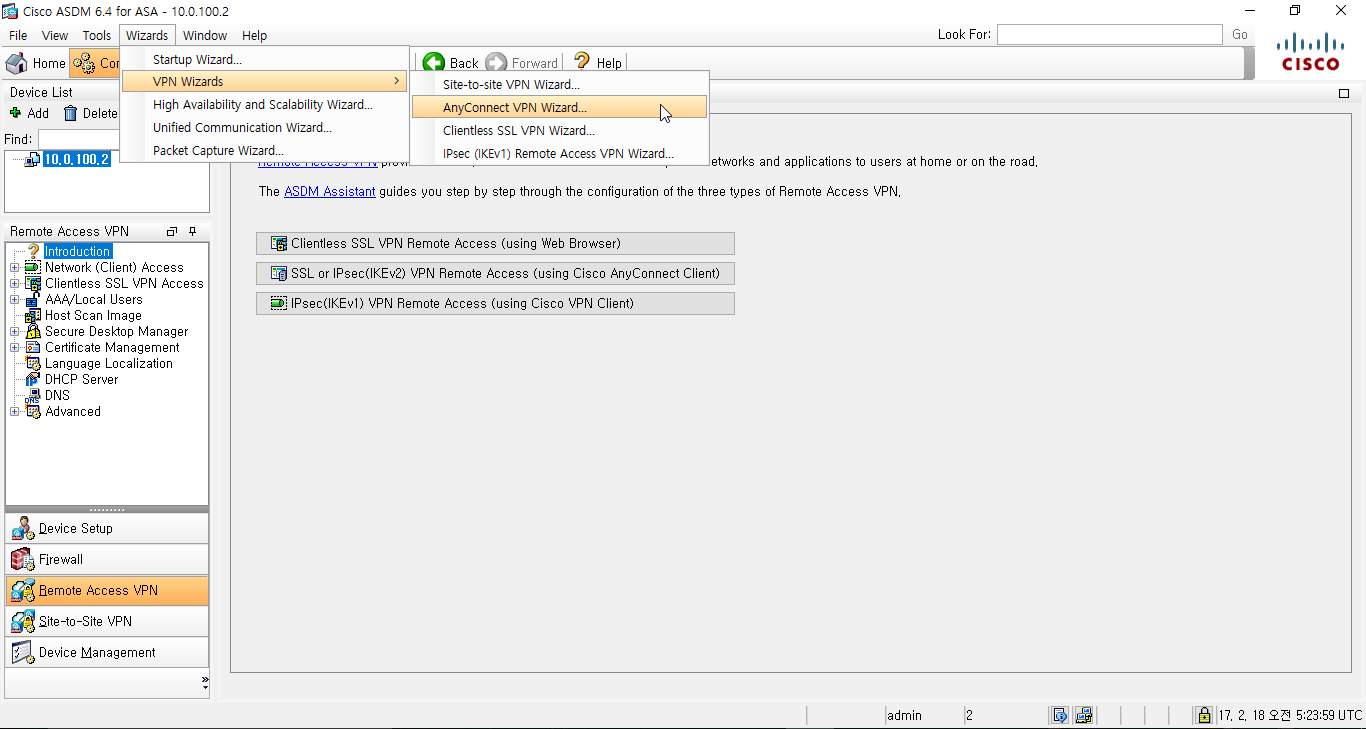 Cisco ASDM 6.4 for ASA - 10.0.100.2
File View Tools Wizards Window Help
Look For: Go
Home Con Back Forward Help
CISCO
Startup Wizard...
VPN Wizards
High Availability and Scalability Wizard...
Unified Communication Wizard...
Packet Capture Wizard...
Site-to-site VPN Wizard...
AnyConnect VPN Wizard...
Clientless SSL VPN Wizard...
IPsec (IKEv1) Remote Access VPN Wizard...
Device List
Add Delete
Find:
10.0.100.2
Remote Access VPN
Introduction
Network (Client) Access
Clientless SSL VPN Access
AAA/Local Users
Host Scan Image
Secure Desktop Manager
Certificate Management
Language Localization
DHCP Server
DNS
Advanced
Device Setup
Firewall
Remote Access VPN
Site-to-Site VPN
Device Management
»
Remote Access VPN etworks and applications to users at home or on the road.
The ASDM Assistant guides you step by step through the configuration of the three types of Remote Access VPN.
Clientless SSL VPN Remote Access (using Web Browser)
SSL or IPsec(IKEv2) VPN Remote Access (using Cisco AnyConnect Client)
IPsec(IKEv1) VPN Remote Access (using Cisco VPN Client)
admin 2 17. 2. 18 오전 5:23:59 UTC